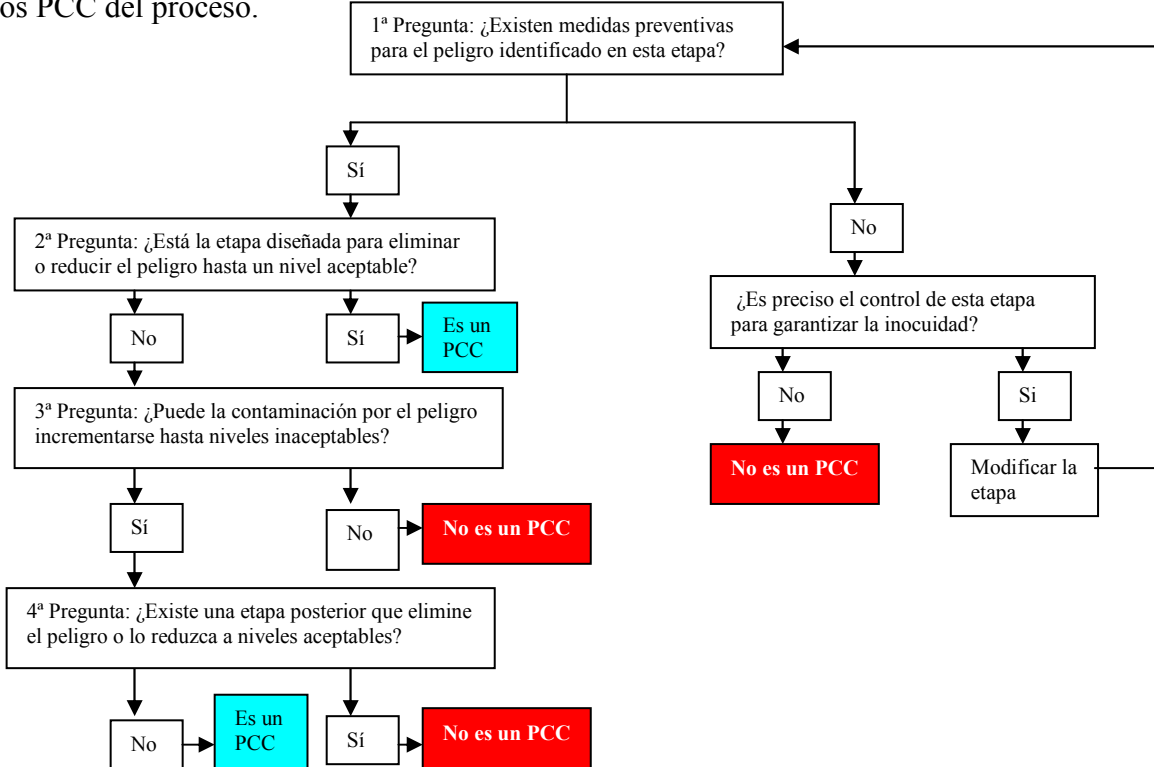 os PCC del proceso.
1ª Pregunta: ¿Existen medidas preventivas
para el peligro identificado en esta etapa?
Sí
No
2ª Pregunta: ¿Está la etapa diseñada para eliminar
o reducir el peligro hasta un nivel aceptable?
¿Es preciso el control de esta etapa
para garantizar la inocuidad?
No
Sí
Es un
PCC
No
Si
3ª Pregunta: ¿Puede la contaminación por el peligro
incrementarse hasta niveles inaceptables?
No es un PCC
Modificar la
etapa
Sí
No
No es un PCC
4ª Pregunta: ¿Existe una etapa posterior que elimine
el peligro o lo reduzca a niveles aceptables?
No
Es un
PCC
Sí
No es un PCC